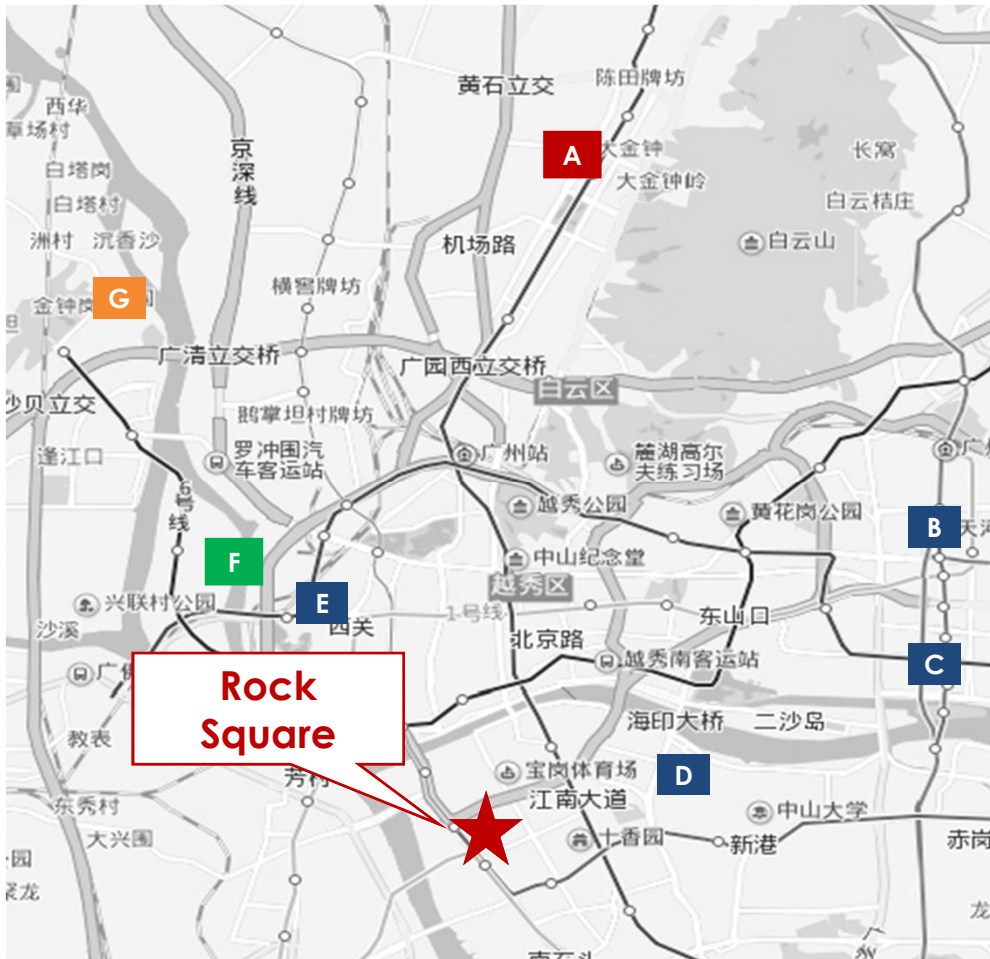 黄石立交
陈田牌坊
西华
草场村
A
大金钟
京深线
长窝
白塔岗
大金钟岭
白塔村
白云桔庄
洲村
沉香沙
机场路
白云山
横窖牌坊
G
金钟岗
广清立交桥
广园西立交桥
白云区
沙贝立交
鹅掌坦村牌坊
罗冲围汽
车客运站
广州站
麓湖高尔
夫练习场
逢江口
6号线
越秀公园
黄花岗公园
B
天河
F
中山纪念堂
越秀区
E
兴联村公园
1号线
东山口
沙溪
西关
北京路
越秀南客运站
C
广佛
Rock
Square
海印大桥
二沙岛
教表
芳村
宝岗体育场
D
江南大道
东秀村
中山大学
大兴围
十香园
新港
赤岗
聚龙
南石头